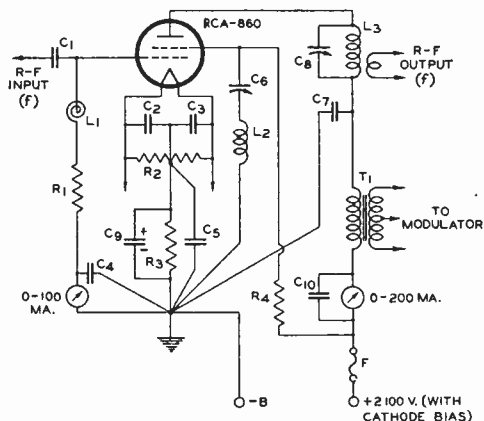 RCA-860
C1
R-F
INPUT
(f)
L1
R1
C4
0-100
MA.
C2
C3
R2
C9
+
-
R3
C5
C6
L2
R4
L3
C8
R-F
OUTPUT
(f)
C7
T1
TO
MODULATOR
C10
0-200 MA.
F
-B
+2100 V. (WITH
CATHODE BIAS)